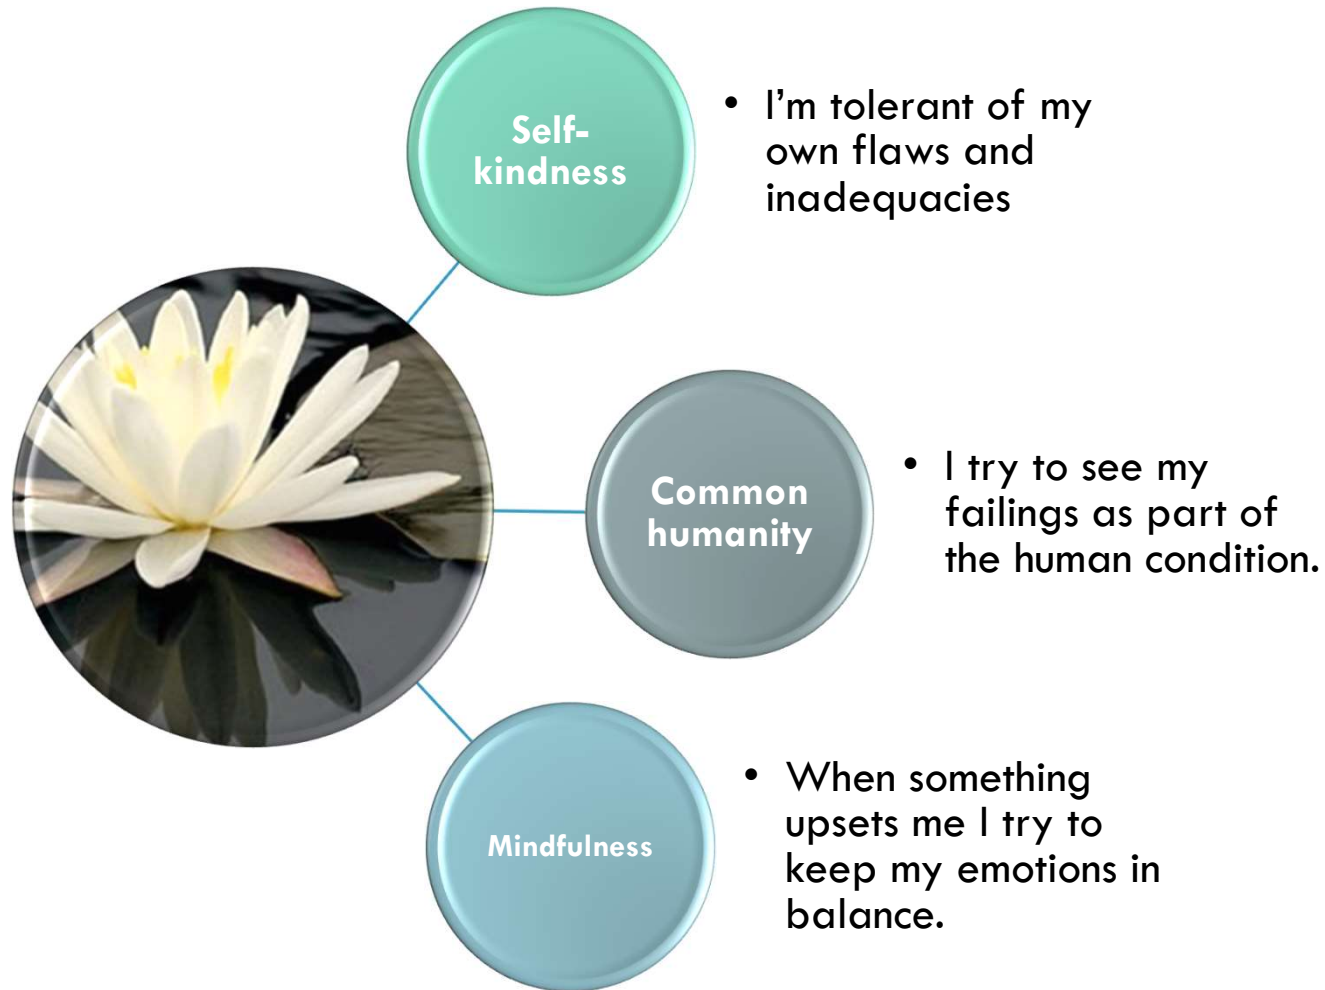 Self-
kindness
• I’m tolerant of my
own flaws and
inadequacies
Common
humanity
• I try to see my
failings as part of
the human condition.
Mindfulness
• When something
upsets me I try to
keep my emotions in
balance.